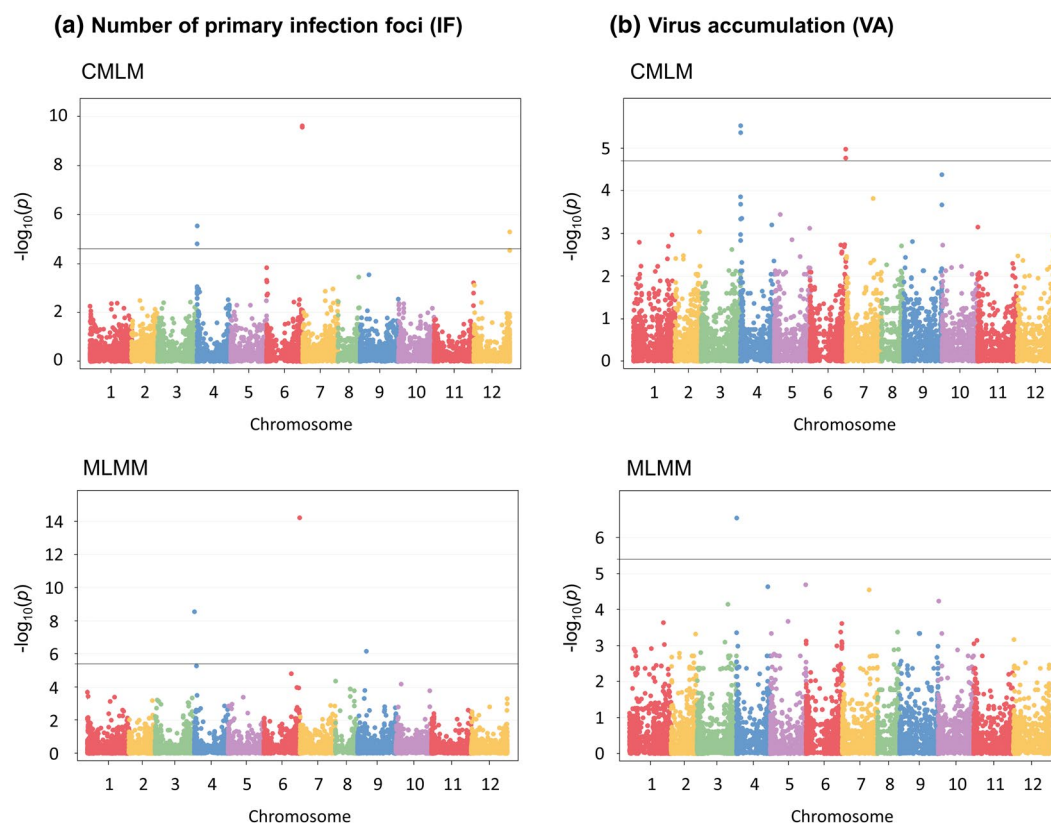 (a) Number of primary infection foci (IF)
CMLM
10
8
6
4
2
0
-log10(p)
1 2 3 4 5 6 7 8 9 10 11 12
Chromosome
MLMM
14
12
10
8
6
4
2
0
-log10(p)
1 2 3 4 5 6 7 8 9 10 11 12
Chromosome
(b) Virus accumulation (VA)
CMLM
5
4
3
2
1
0
-log10(p)
1 2 3 4 5 6 7 8 9 10 11 12
Chromosome
MLMM
6
5
4
3
2
1
0
-log10(p)
1 2 3 4 5 6 7 8 9 10 11 12
Chromosome